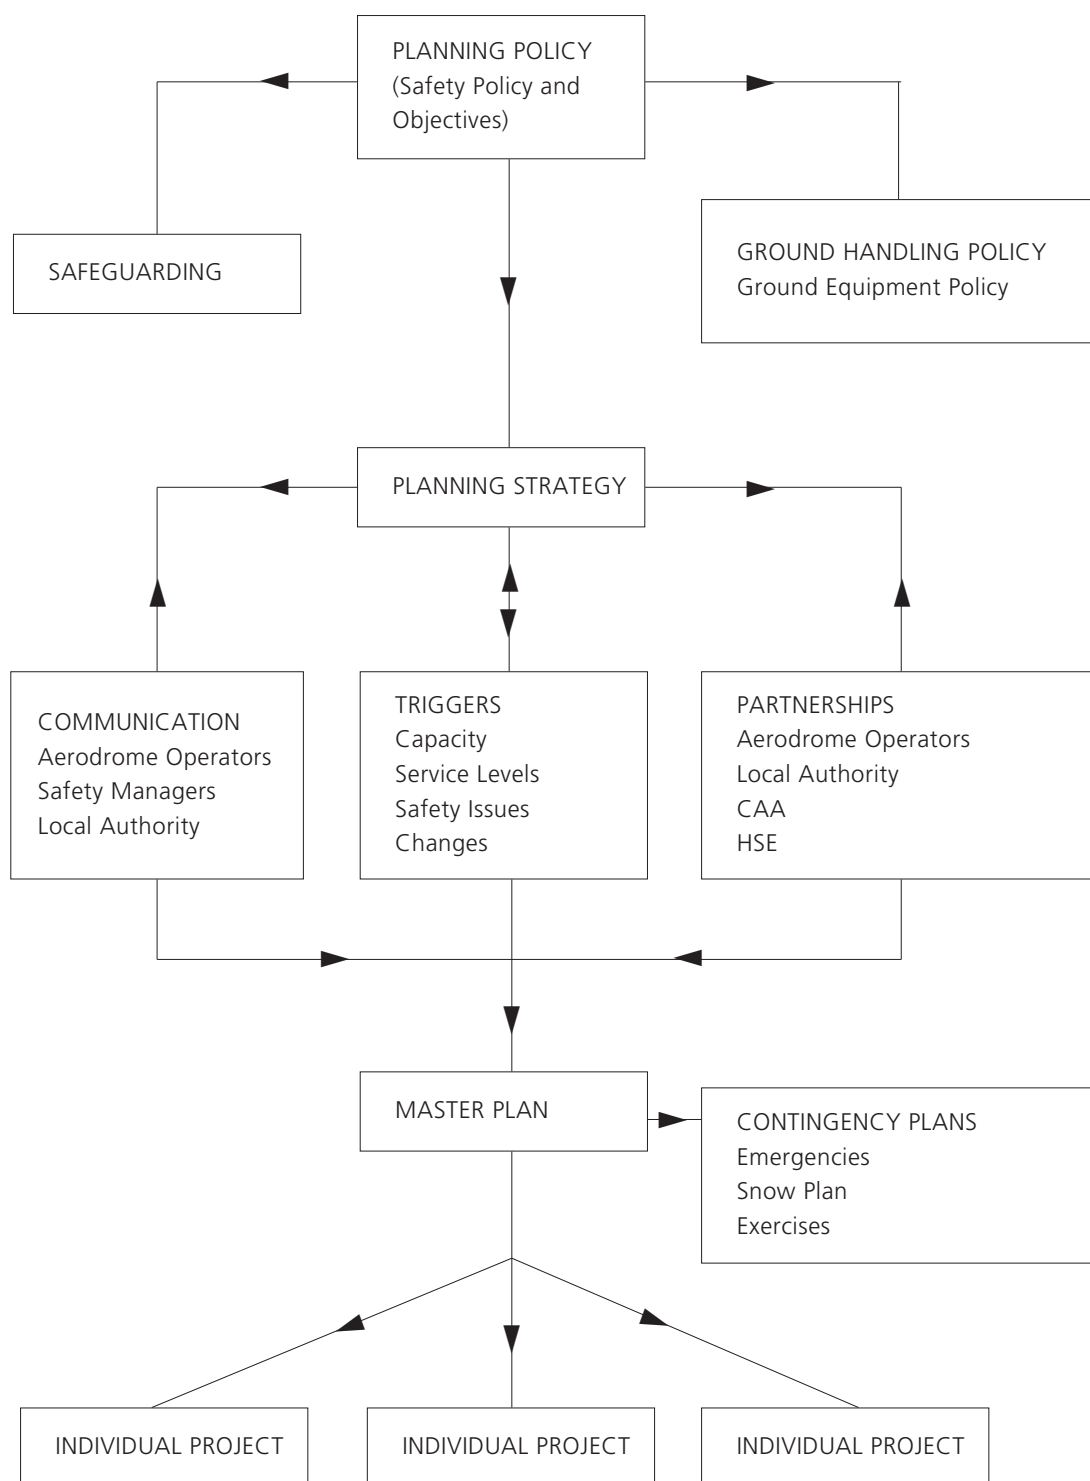 PLANNING POLICY
(Safety Policy and
Objectives)
SAFEGUARDING
GROUND HANDLING POLICY
Ground Equipment Policy
PLANNING STRATEGY
COMMUNICATION
Aerodrome Operators
Safety Managers
Local Authority
TRIGGERS
Capacity
Service Levels
Safety Issues
Changes
PARTNERSHIPS
Aerodrome Operators
Local Authority
CAA
HSE
MASTER PLAN
CONTINGENCY PLANS
Emergencies
Snow Plan
Exercises
INDIVIDUAL PROJECT
INDIVIDUAL PROJECT
INDIVIDUAL PROJECT